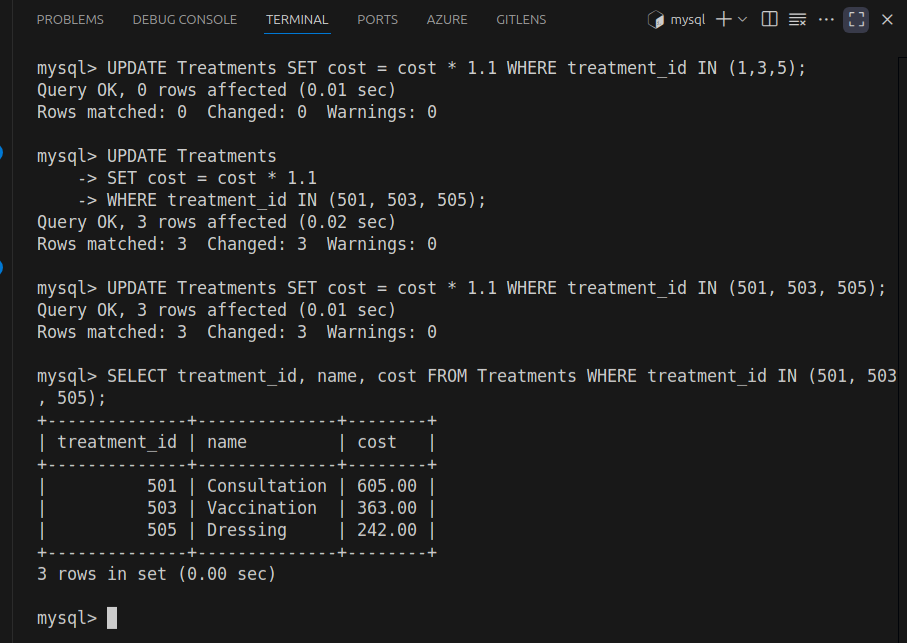 PROBLEMS DEBUG CONSOLE TERMINAL PORTS AZURE GITLENS mysql
mysql> UPDATE Treatments SET cost = cost * 1.1 WHERE treatment_id IN (1,3,5);
Query OK, 0 rows affected (0.01 sec)
Rows matched: 0  Changed: 0  Warnings: 0
mysql> UPDATE Treatments
    -> SET cost = cost * 1.1
    -> WHERE treatment_id IN (501, 503, 505);
Query OK, 3 rows affected (0.02 sec)
Rows matched: 3  Changed: 3  Warnings: 0
mysql> UPDATE Treatments SET cost = cost * 1.1 WHERE treatment_id IN (501, 503, 505);
Query OK, 3 rows affected (0.01 sec)
Rows matched: 3  Changed: 3  Warnings: 0
mysql> SELECT treatment_id, name, cost FROM Treatments WHERE treatment_id IN (501, 503
, 505);
+--------------+--------------+--------+
| treatment_id | name         | cost   |
+--------------+--------------+--------+
|          501 | Consultation | 605.00 |
|          503 | Vaccination  | 363.00 |
|          505 | Dressing     | 242.00 |
+--------------+--------------+--------+
3 rows in set (0.00 sec)
mysql>